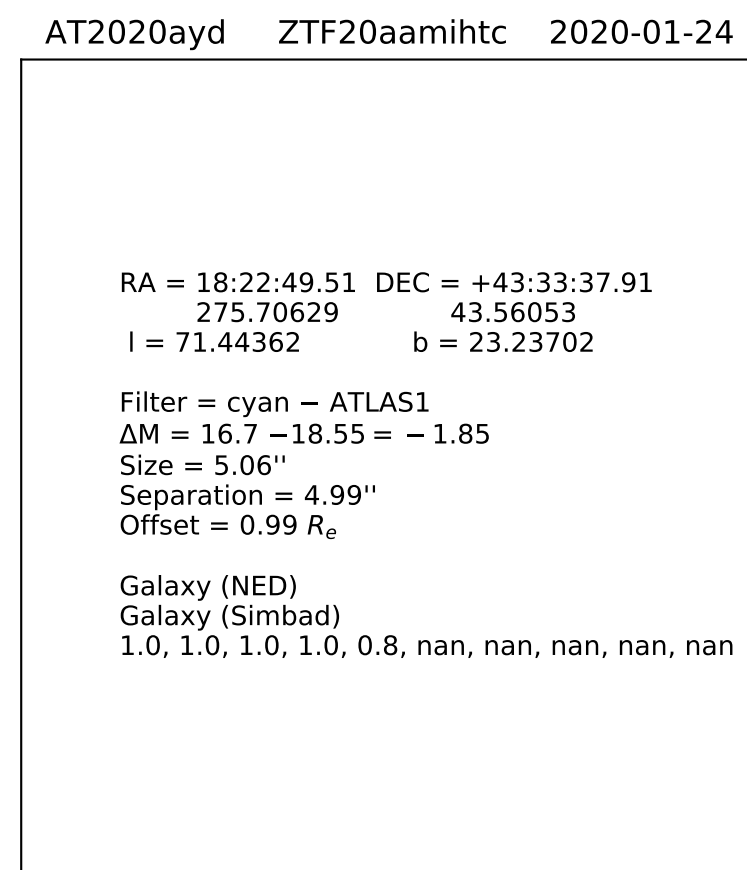 AT2020ayd ZTF20aamihtc 2020-01-24
RA = 18:22:49.51 DEC = +43:33:37.91
275.70629 43.56053
l = 71.44362 b = 23.23702
Filter = cyan − ATLAS1
ΔM = 16.7 −18.55 = − 1.85
Size = 5.06''
Separation = 4.99''
Offset = 0.99 Rₑ
Galaxy (NED)
Galaxy (Simbad)
1.0, 1.0, 1.0, 1.0, 0.8, nan, nan, nan, nan, nan